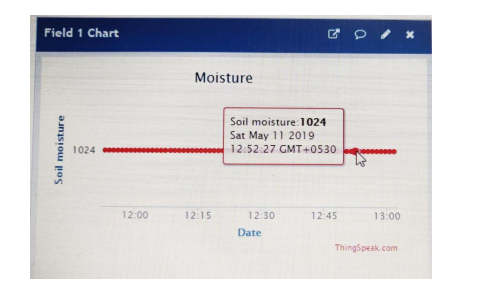 Field 1 Chart
Moisture
Soil moisture
1024
Soil moisture:1024
Sat May 11 2019
12:52:27 GMT+0530
12:00 12:15 12:30 12:45 13:00
Date
ThingSpeak.com